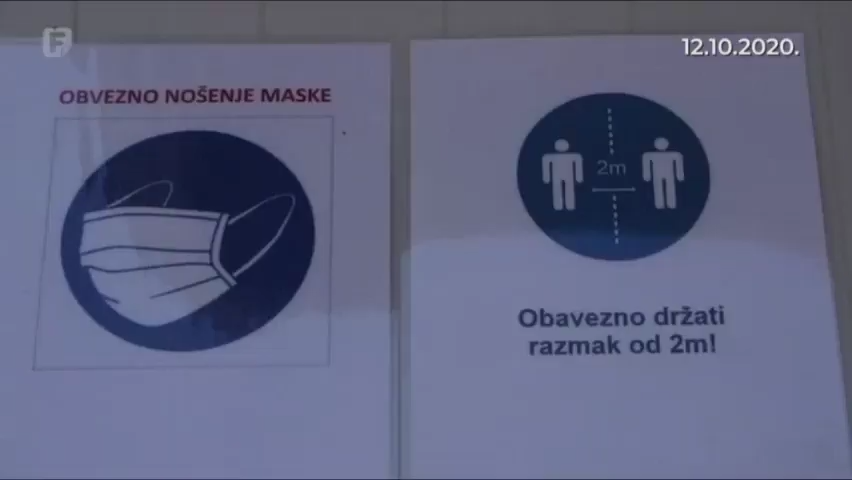 F
12.10.2020.
OBVEZNO NOŠENJE MASKE
2m
Obavezno držati
razmak od 2m!